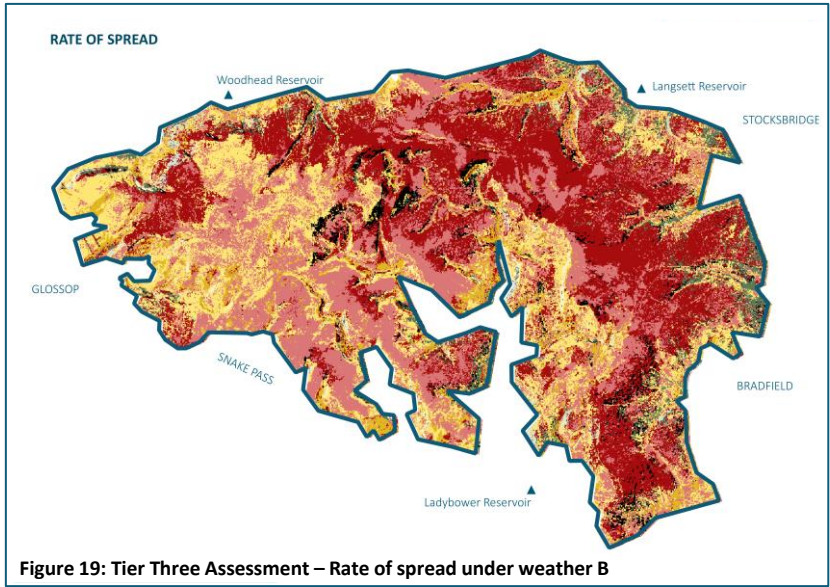 RATE OF SPREAD
Woodhead Reservoir
Langsett Reservoir
STOCKSBRIDGE
GLOSSOP
SNAKE PASS
BRADFIELD
Ladybower Reservoir
Figure 19: Tier Three Assessment – Rate of spread under weather B